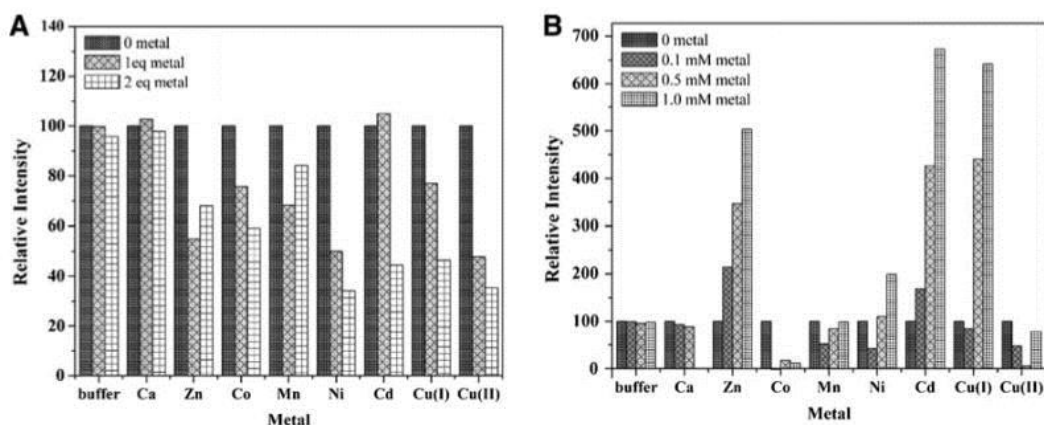 A
140
120
100
80
60
40
20
0
Relative Intensity
0 metal
1eq metal
2 eq metal
buffer Ca Zn Co Mn Ni Cd Cu(I) Cu(II)
Metal
B
700
600
500
400
300
200
100
0
Relative Intensity
0 metal
0.1 mM metal
0.5 mM metal
1.0 mM metal
buffer Ca Zn Co Mn Ni Cd Cu(I) Cu(II)
Metal